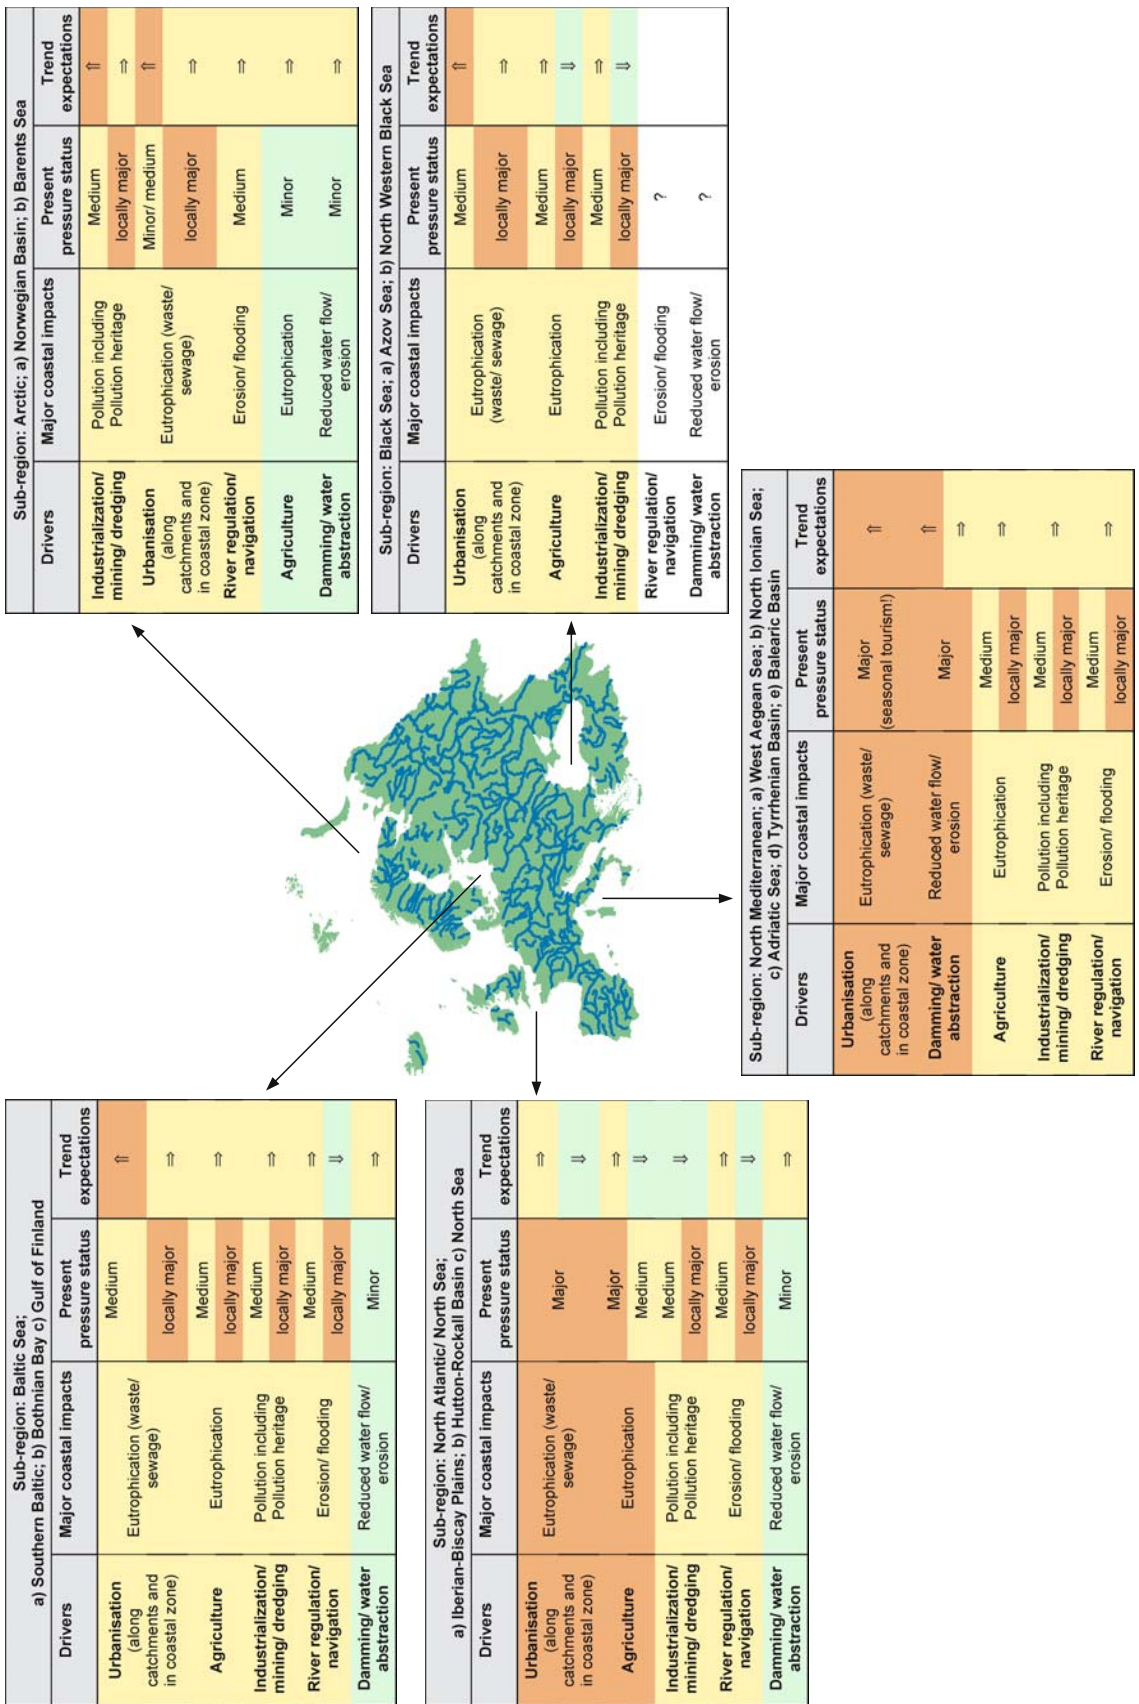 Sub-region: Baltic Sea;
a) Southern Baltic; b) Bothnian Bay c) Gulf of Finland
Drivers Major coastal impacts Present pressure status Trend expectations
Urbanisation
(along
catchments and
in coastal zone)
Eutrophication (waste/
sewage)
Medium ⇑
locally major ⇒
Agriculture Eutrophication
Medium ⇒
locally major
Industrialization/
mining/ dredging
Pollution including
Pollution heritage
Medium ⇒
locally major
River regulation/
navigation
Erosion/ flooding
Medium ⇒
locally major ⇓
Damming/ water
abstraction
Reduced water flow/
erosion
Minor ⇒
Sub-region: Arctic; a) Norwegian Basin; b) Barents Sea
Drivers Major coastal impacts Present pressure status Trend expectations
Industrialization/
mining/ dredging
Pollution including
Pollution heritage
Medium ⇑
locally major ⇒
Urbanisation
(along
catchments and
in coastal zone)
Eutrophication (waste/
sewage)
Minor/ medium ⇑
locally major ⇒
River regulation/
navigation
Erosion/ flooding
Medium ⇒
Agriculture Eutrophication Minor ⇒
Damming/ water
abstraction
Reduced water flow/
erosion
Minor ⇒
Sub-region: North Atlantic/ North Sea;
a) Iberian-Biscay Plains; b) Hutton-Rockall Basin c) North Sea
Drivers Major coastal impacts Present pressure status Trend expectations
Urbanisation
(along
catchments and
in coastal zone)
Eutrophication (waste/
sewage)
Major
⇒
⇓
Agriculture Eutrophication
Major ⇒
Medium ⇓
Industrialization/
mining/ dredging
Pollution including
Pollution heritage
Medium ⇓
locally major
River regulation/
navigation
Erosion/ flooding
Medium ⇒
locally major ⇓
Damming/ water
abstraction
Reduced water flow/
erosion
Minor ⇒
Sub-region: Black Sea; a) Azov Sea; b) North Western Black Sea
Drivers Major coastal impacts Present pressure status Trend expectations
Urbanisation
(along
catchments and
in coastal zone)
Eutrophication
(waste/ sewage)
Medium ⇑
locally major ⇒
Agriculture Eutrophication
Medium ⇒
locally major ⇓
Industrialization/
mining/ dredging
Pollution including
Pollution heritage
Medium ⇒
locally major ⇓
River regulation/
navigation
Erosion/ flooding
?
Damming/ water
abstraction
Reduced water flow/
erosion
?
Sub-region: North Mediterranean; a) West Aegean Sea; b) North Ionian Sea;
c) Adriatic Sea; d) Tyrrhenian Basin; e) Balearic Basin
Drivers Major coastal impacts Present pressure status Trend expectations
Urbanisation
(along
catchments and
in coastal zone)
Eutrophication (waste/
sewage)
Major
(seasonal tourism!)
⇑
Damming/ water
abstraction
Reduced water flow/
erosion
Major
⇑
⇒
Agriculture Eutrophication
Medium ⇒
locally major
Industrialization/
mining/ dredging
Pollution including
Pollution heritage
Medium ⇒
locally major
River regulation/
navigation
Erosion/ flooding
Medium ⇒
locally major